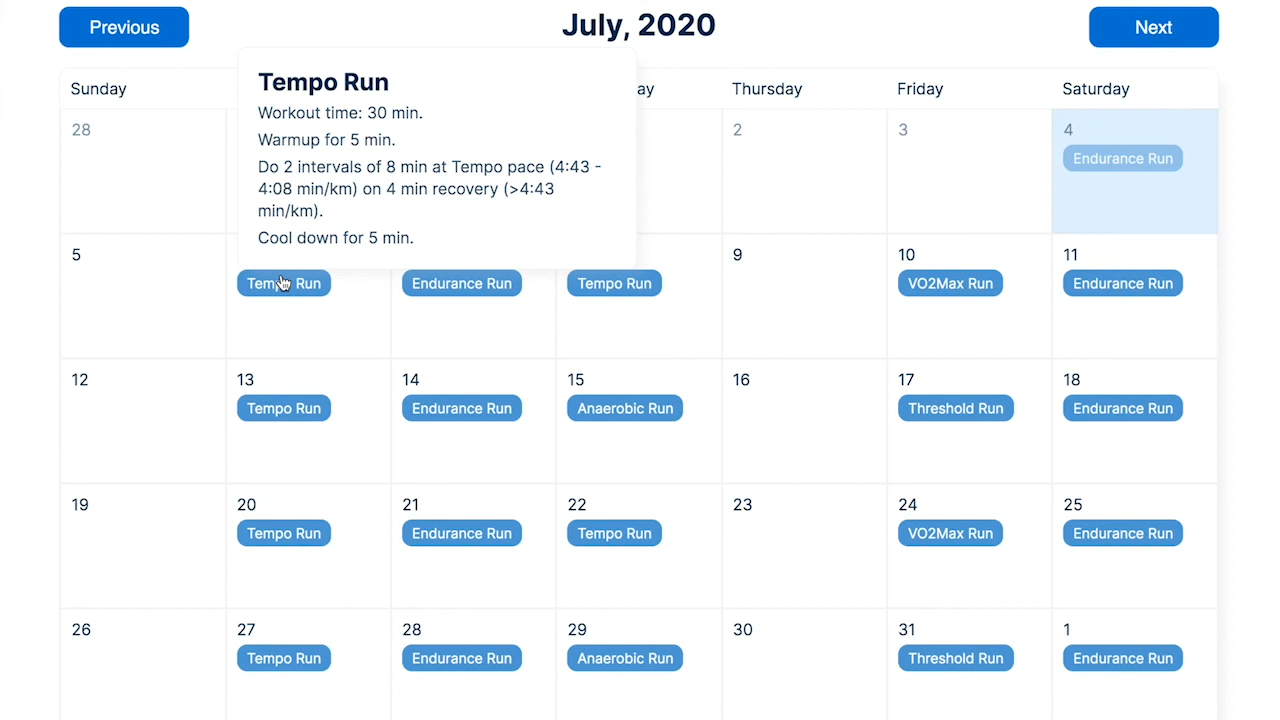 Previous
July, 2020
Next
Sunday
ay
Thursday
Friday
Saturday
Tempo Run
Workout time: 30 min.
Warmup for 5 min.
Do 2 intervals of 8 min at Tempo pace (4:43 -
4:08 min/km) on 4 min recovery (>4:43
min/km).
Cool down for 5 min.
28
2
3
4
Endurance Run
5
9
10
11
Tempo Run
Endurance Run
Tempo Run
VO2Max Run
Endurance Run
12
13
14
15
16
17
18
Tempo Run
Endurance Run
Anaerobic Run
Threshold Run
Endurance Run
19
20
21
22
23
24
25
Tempo Run
Endurance Run
Tempo Run
VO2Max Run
Endurance Run
26
27
28
29
30
31
1
Tempo Run
Endurance Run
Anaerobic Run
Threshold Run
Endurance Run